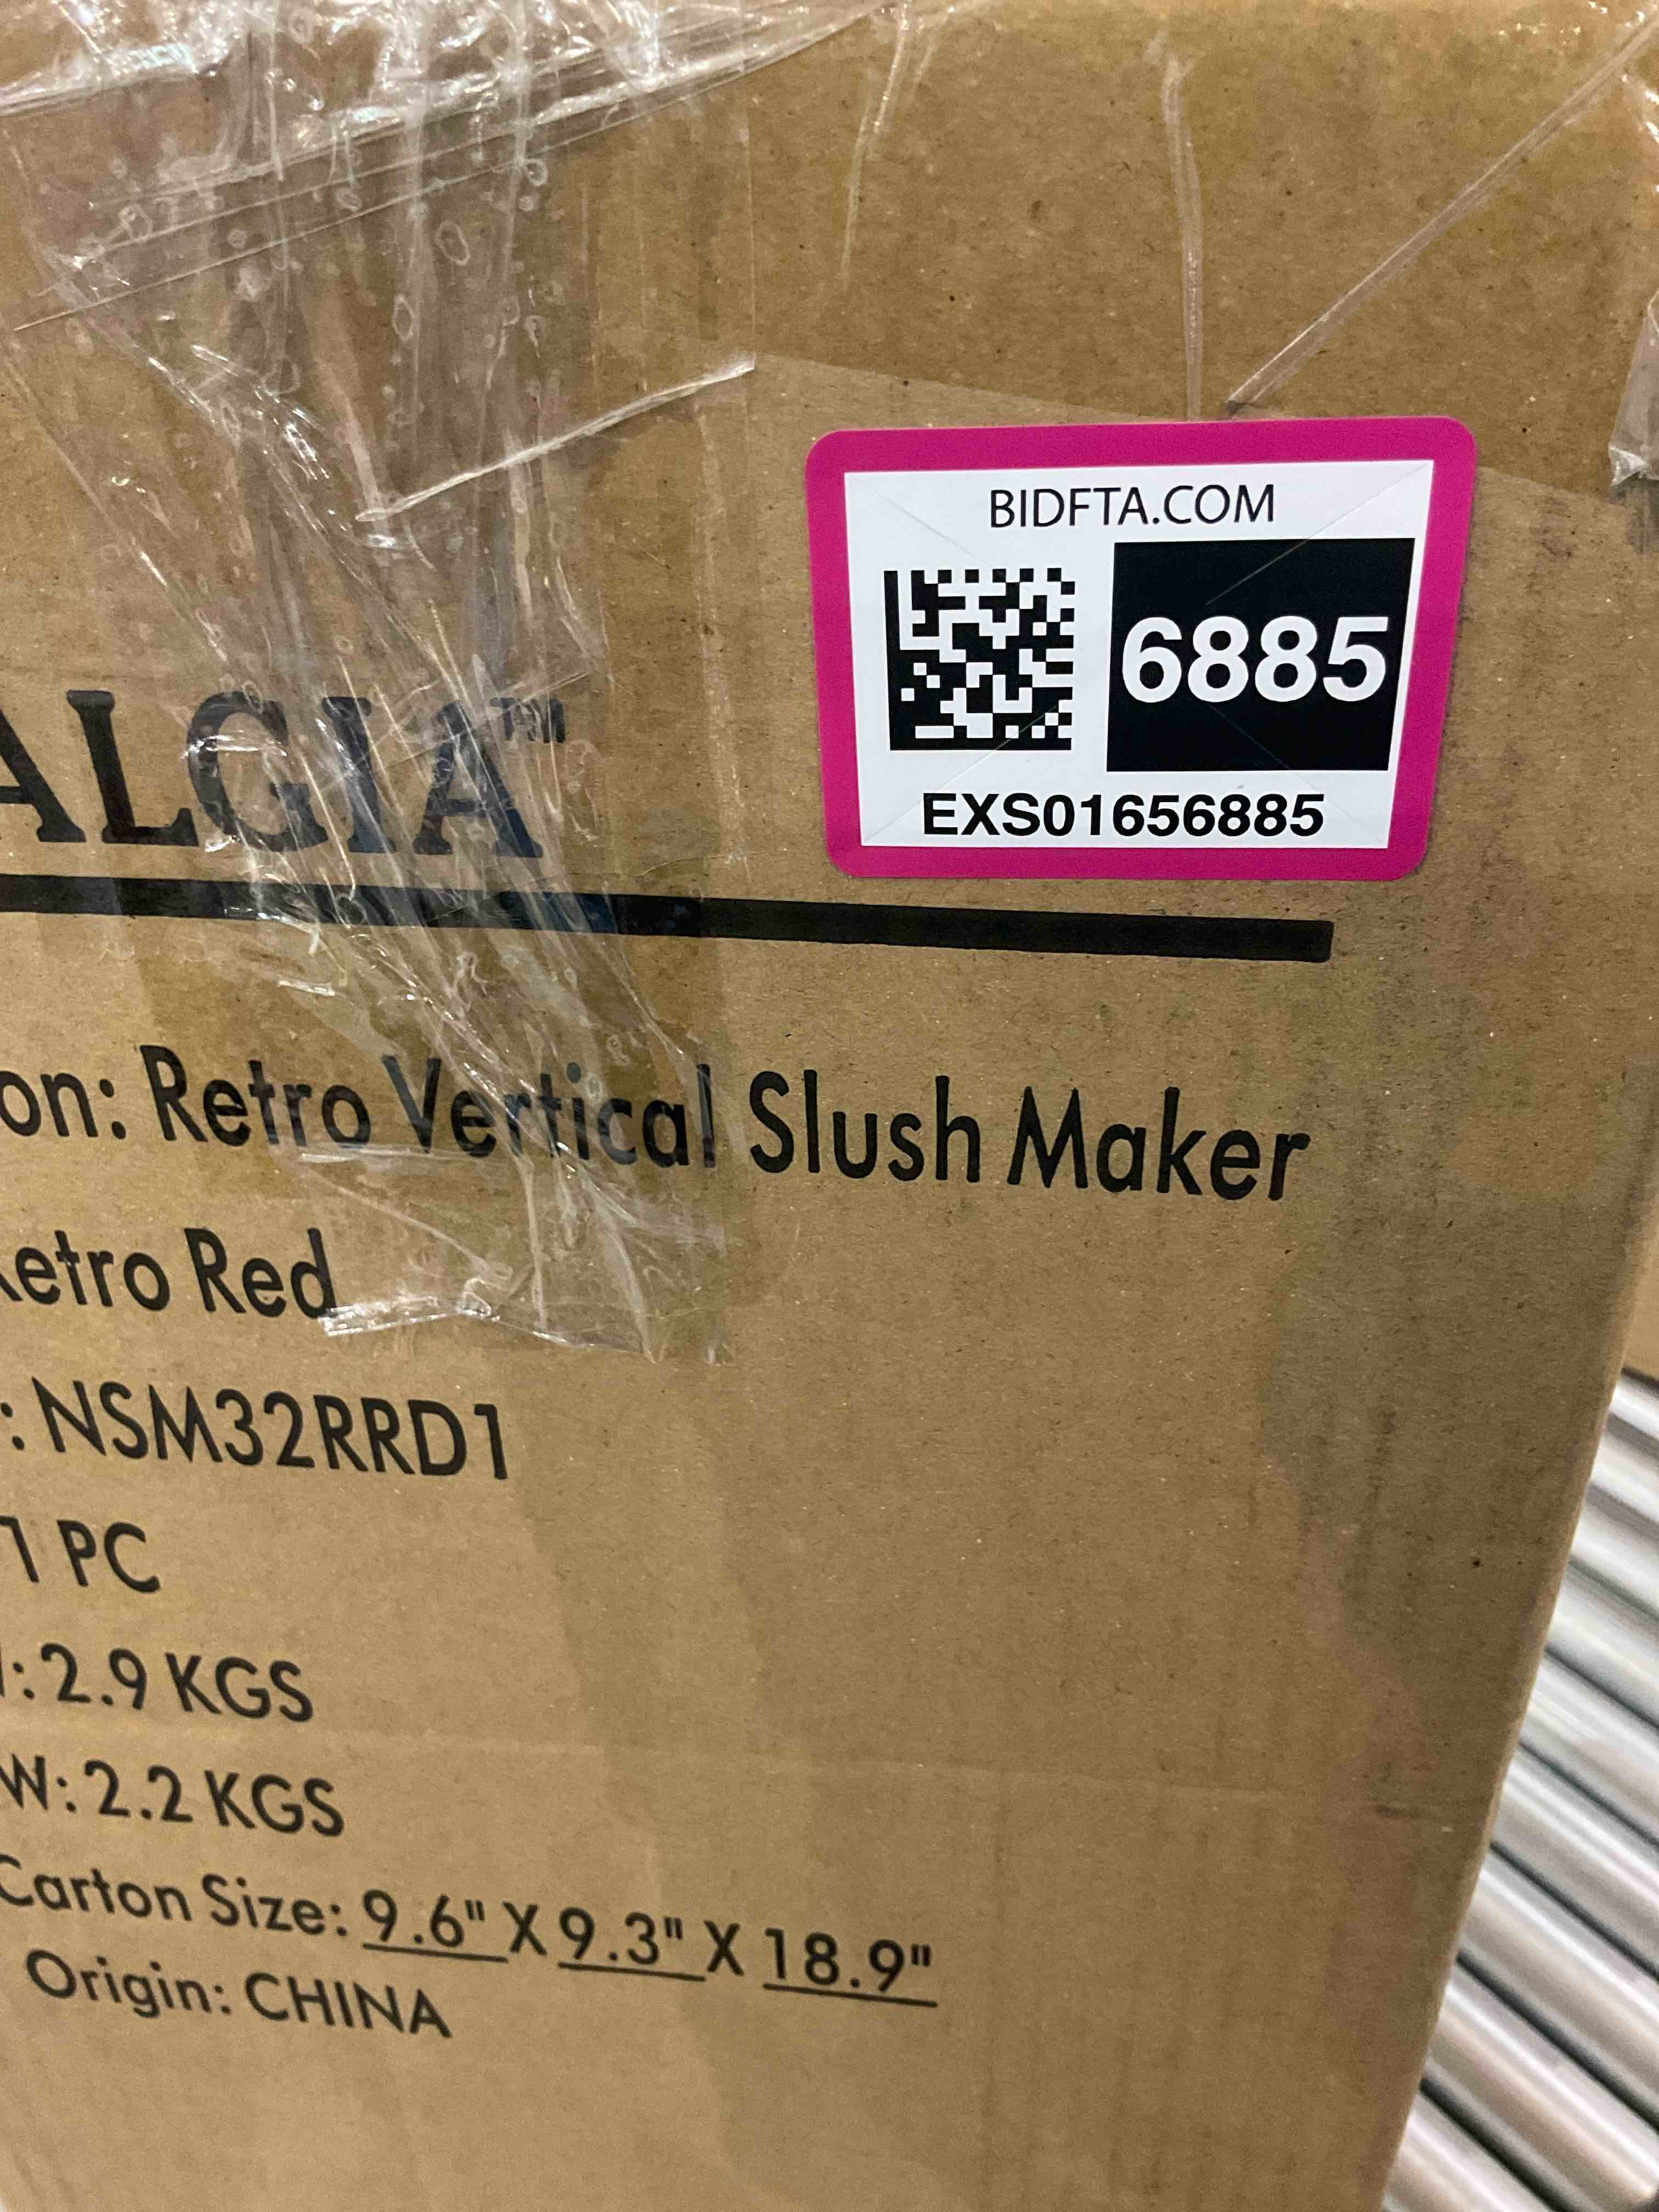 BIDFTA.COM
6885
EXS01656885
ALGIA™
on: Retro Vertical Slush Maker
etro Red
: NSM32RRD1
1 PC
: 2.9 KGS
W: 2.2 KGS
Carton Size: 9.6" X 9.3" X 18.9"
Origin: CHINA